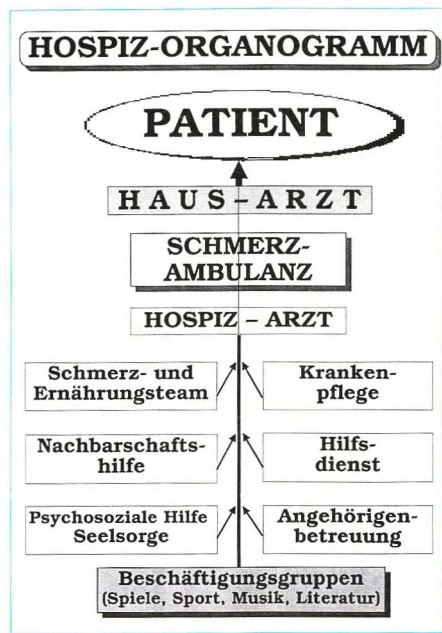 HOSPIZ-ORGANOGRAMM
PATIENT
HAUS-ARZT
SCHMERZ-
AMBULANZ
HOSPIZ - ARZT
Schmerz- und
Ernährungsteam
Kranken-
pflege
Nachbarschafts-
hilfe
Hilfs-
dienst
Psychosoziale Hilfe
Seelsorge
Angehörigen-
betreuung
Beschäftigungsgruppen
(Spiele, Sport, Musik, Literatur)